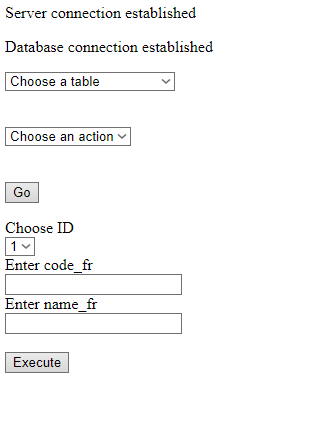 Server connection established
Database connection established
Choose a table
Choose an action
Go
Choose ID
1
Enter code_fr
Enter name_fr
Execute